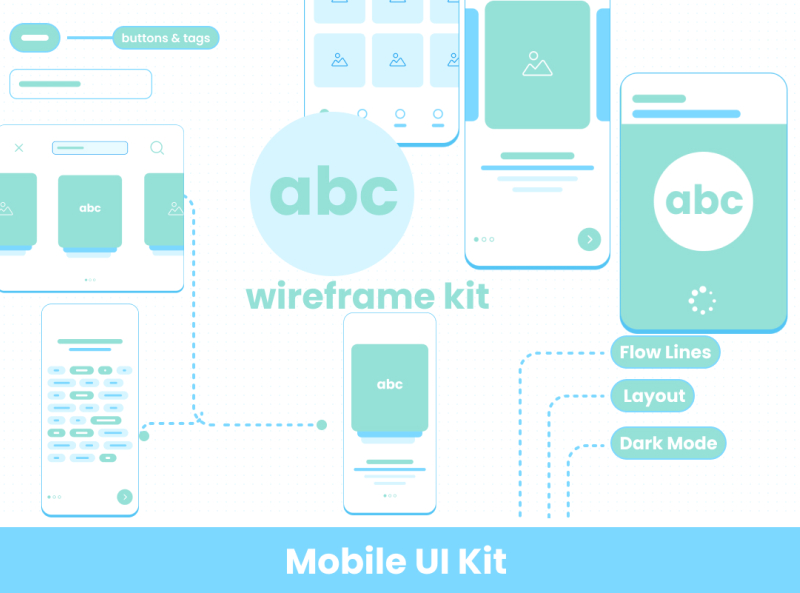 buttons & tags
abc
abc
wireframe kit
abc
abc
Flow Lines
Layout
Dark Mode
Mobile UI Kit